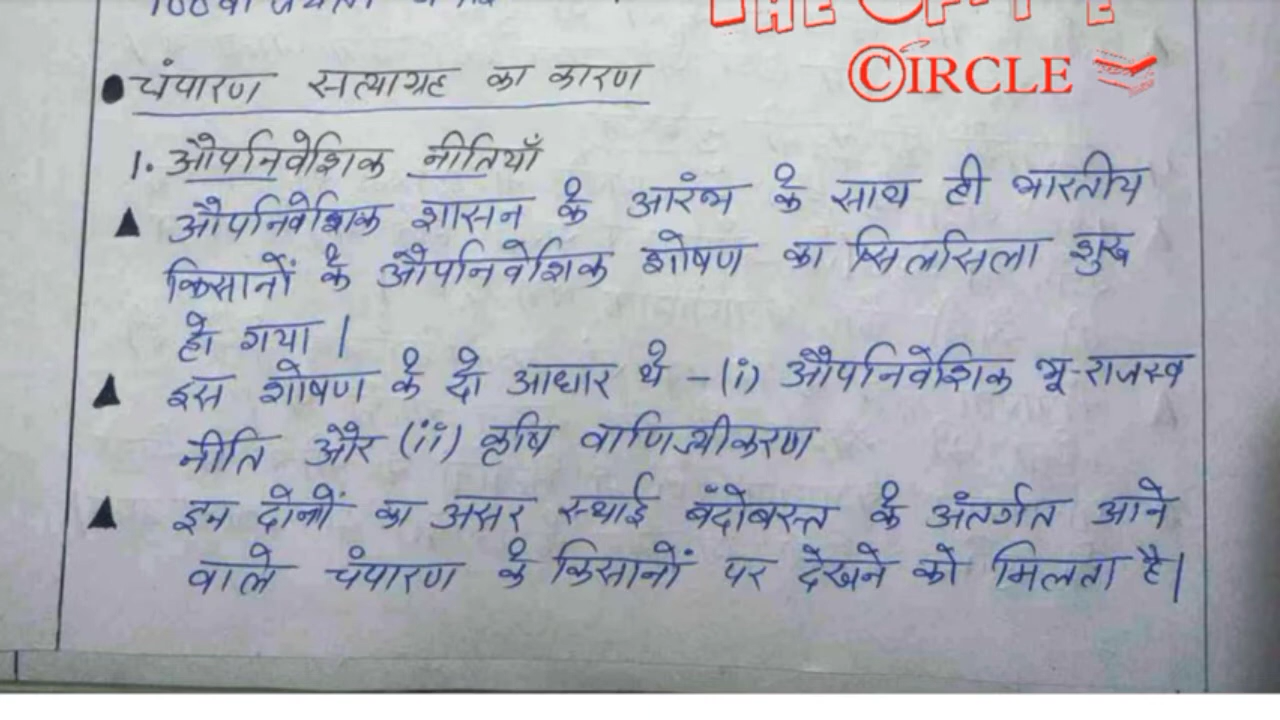 THE
CIRCLE
● चंपारण सत्याग्रह का कारण
1. औपनिवेशिक नीतियाँ
▲ औपनिवेशिक शासन के आरंभ के साथ ही भारतीय
किसानों के औपनिवेशिक शोषण का सिलसिला शुरू
हो गया।
▲ इस शोषण के दो आधार थे – (i) औपनिवेशिक भू-राजस्व
नीति और (ii) कृषि वाणिज्यीकरण
▲ इन दोनों का असर स्थाई बंदोबस्त के अंतर्गत आने
वाले चंपारण के किसानों पर देखने को मिलता है।